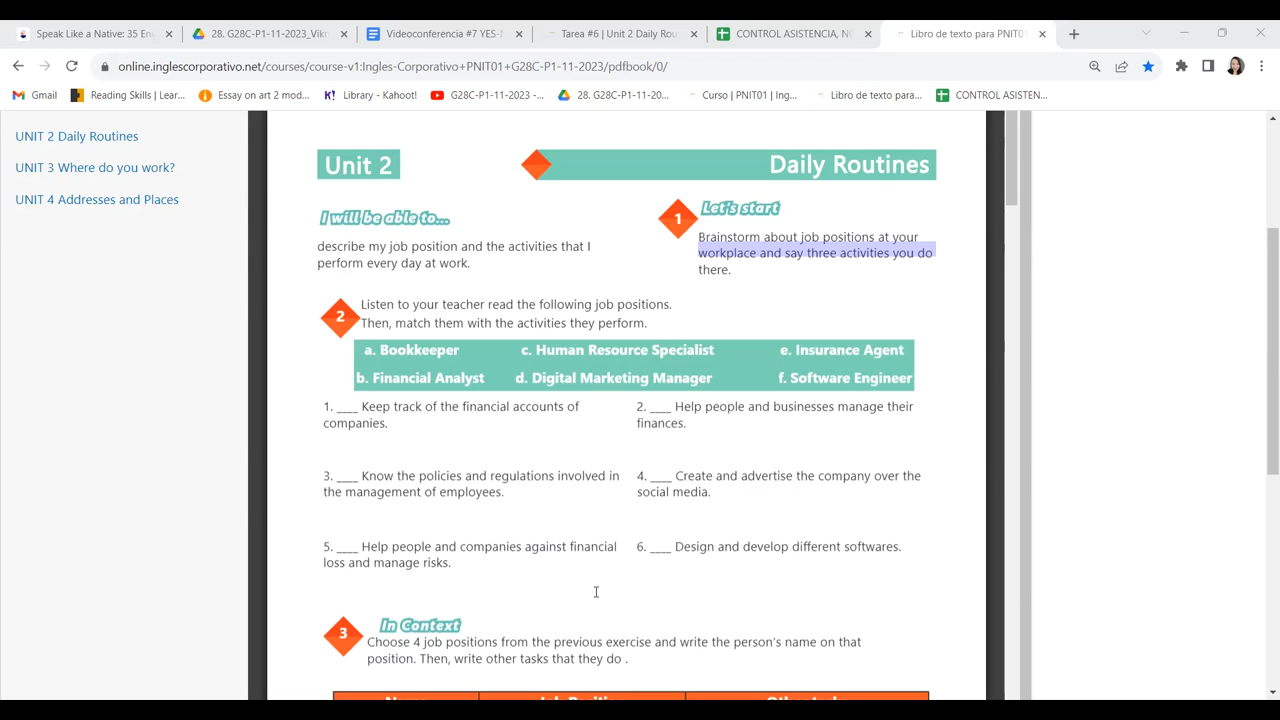 Speak Like a Native: 35 En
28. G28C-P1-11-2023_Vikn
Videoconferencia #7 YES-N
Tarea #6 | Unit 2 Daily Rou
CONTROL ASISTENCIA, NO
Libro de texto para PNIT01
online.inglescorporativo.net/courses/course-v1:Ingles-Corporativo+PNIT01+G28C-P1-11-2023/pdfbook/0/
Gmail
Reading Skills | Lear...
Essay on art 2 mod...
Library - Kahoot!
G28C-P1-11-2023 -...
28. G28C-P1-11-20...
Curso | PNIT01 | Ing...
Libro de texto para...
CONTROL ASISTEN...
UNIT 2 Daily Routines
UNIT 3 Where do you work?
UNIT 4 Addresses and Places
Unit 2
Daily Routines
I will be able to...
describe my job position and the activities that I
perform every day at work.
1
Let's start
Brainstorm about job positions at your
workplace and say three activities you do
there.
2
Listen to your teacher read the following job positions.
Then, match them with the activities they perform.
a. Bookkeeper
c. Human Resource Specialist
e. Insurance Agent
b. Financial Analyst
d. Digital Marketing Manager
f. Software Engineer
1. ____ Keep track of the financial accounts of
companies.
2. ____ Help people and businesses manage their
finances.
3. ____ Know the policies and regulations involved in
the management of employees.
4. ____ Create and advertise the company over the
social media.
5. ____ Help people and companies against financial
loss and manage risks.
6. ____ Design and develop different softwares.
3
In Context
Choose 4 job positions from the previous exercise and write the person's name on that
position. Then, write other tasks that they do .